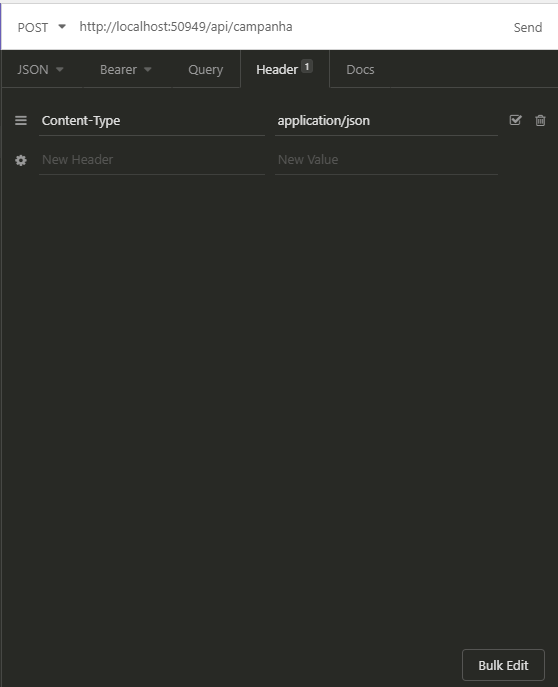 POST http://localhost:50949/api/campanha Send
JSON Bearer Query Header 1 Docs
Content-Type application/json
New Header New Value
Bulk Edit